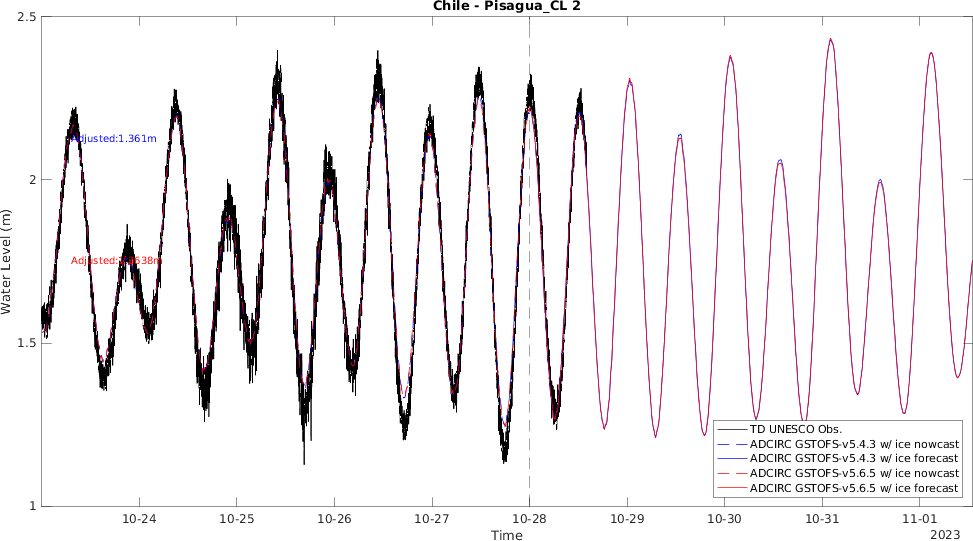 Chile - Pisagua_CL 2
Water Level (m)
2.5
2
1.5
1
Adjusted:1.361m
TD UNESCO Obs.
ADCIRC GSTOFS-v5.4.3 w/ ice nowcast
ADCIRC GSTOFS-v5.4.3 w/ ice forecast
ADCIRC GSTOFS-v5.6.5 w/ ice nowcast
ADCIRC GSTOFS-v5.6.5 w/ ice forecast
10-24 10-25 10-26 10-27 10-28 10-29 10-30 10-31 11-01
Time
2023